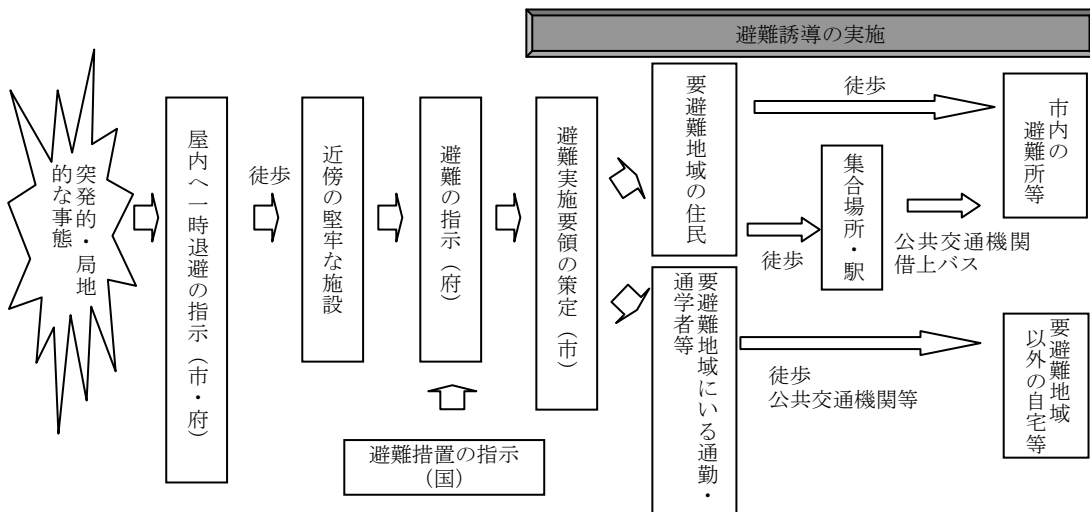 避難誘導の実施
突発的・局地
的な事態
屋内へ一時退避の指示（市・府）
徒歩
近傍の堅牢な施設
避難の指示（府）
避難措置の指示
（国）
避難実施要領の策定（市）
要避難地域の住民
徒歩
徒歩
集合場所・駅
公共交通機関
借上バス
市内の
避難所等
要避難地域にいる通勤・
通学者等
徒歩
公共交通機関等
要避難地域
以外の自宅等